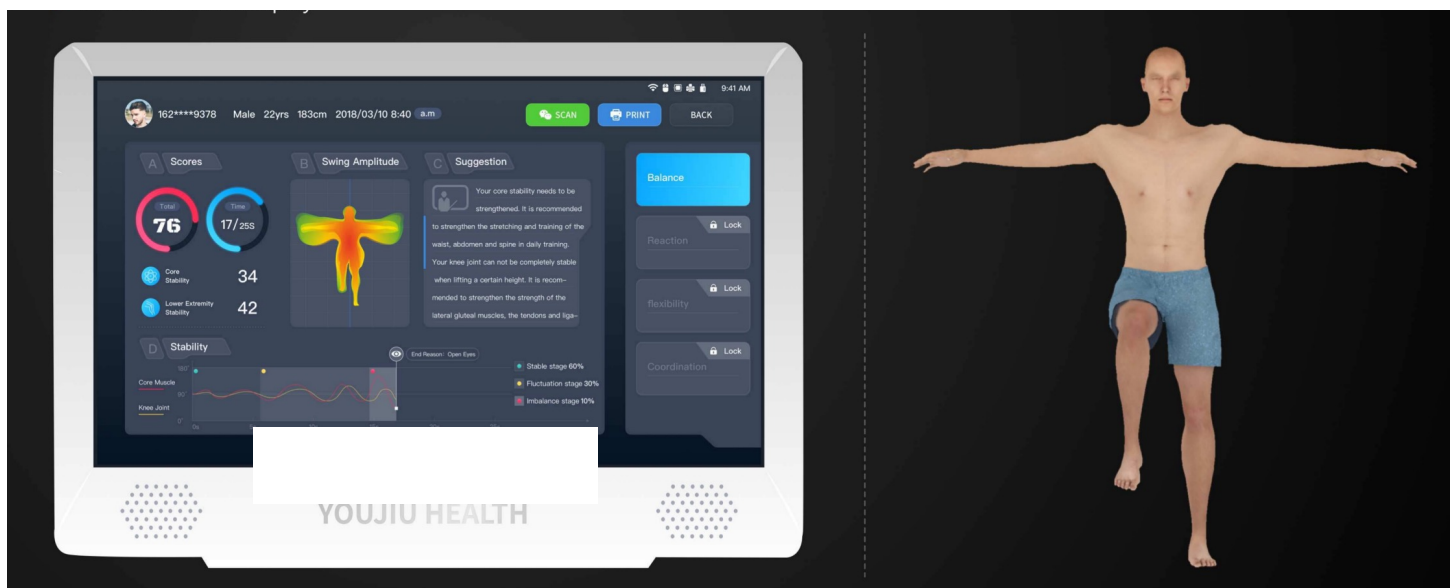 162****9378 Male 22yrs 183cm 2018/03/10 8:40 a.m
9:41 AM
SCAN
PRINT
BACK
A Scores
Total
76
Time
17/25S
Core
Stability
34
Lower Extremity
Stability
42
B Swing Amplitude
C Suggestion
Your core stability needs to be
strengthened. It is recommended
to strengthen the stretching and training of the
waist, abdomen and spine in daily training.
Your knee joint can not be completely stable
when lifting a certain height. It is recom-
mended to strengthen the strength of the
lateral gluteal muscles, the tendons and liga-
D Stability
End Reason: Open Eyes
Core Muscle
Knee Joint
180°
90°
0°
0s
Stable stage 60%
Fluctuation stage 30%
Imbalance stage 10%
Balance
Lock
Reaction
Lock
flexibility
Lock
Coordination
YOUJIU HEALTH